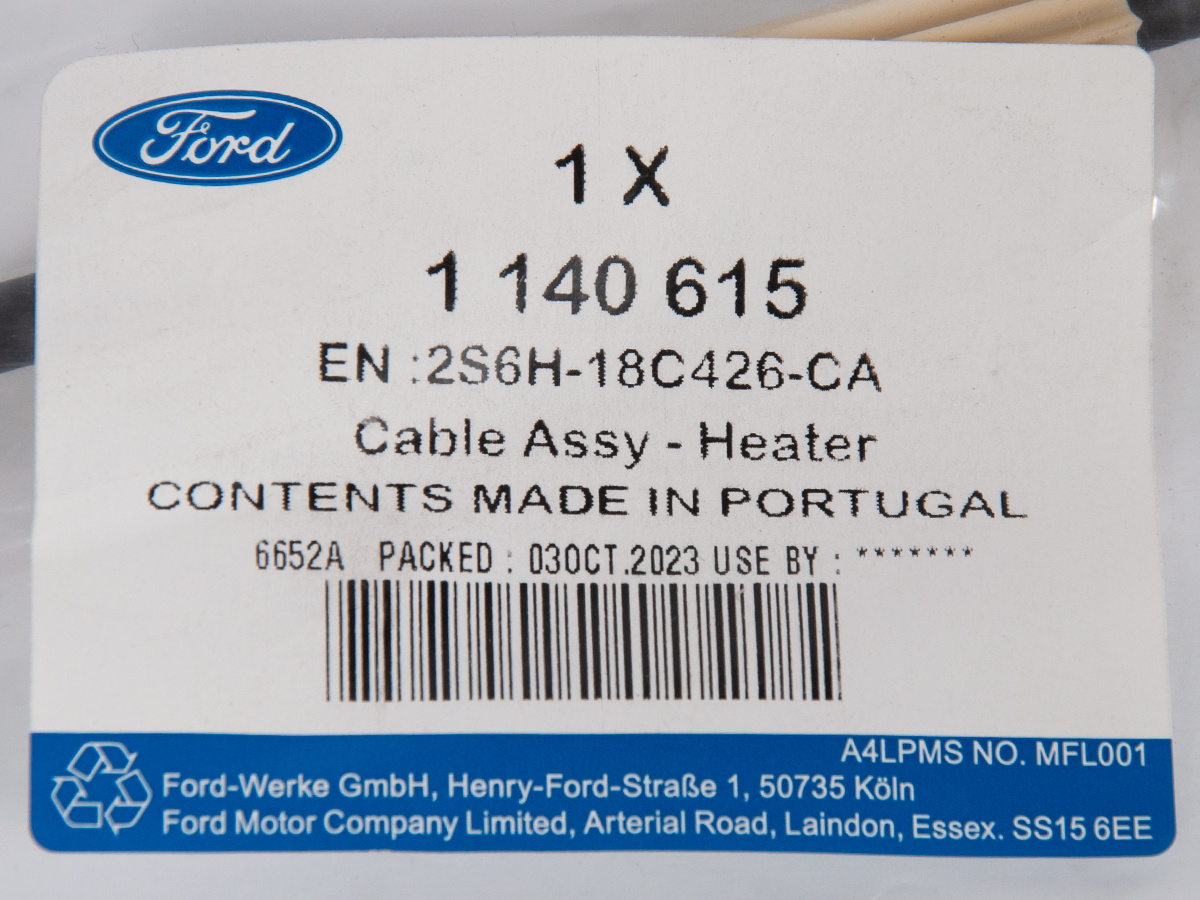 Ford
1 X
1 140 615
EN :2S6H-18C426-CA
Cable Assy - Heater
CONTENTS MADE IN PORTUGAL
6652A PACKED : 03OCT.2023 USE BY : *******
A4LPMS NO. MFL001
Ford-Werke GmbH, Henry-Ford-Straße 1, 50735 Köln
Ford Motor Company Limited, Arterial Road, Laindon, Essex. SS15 6EE